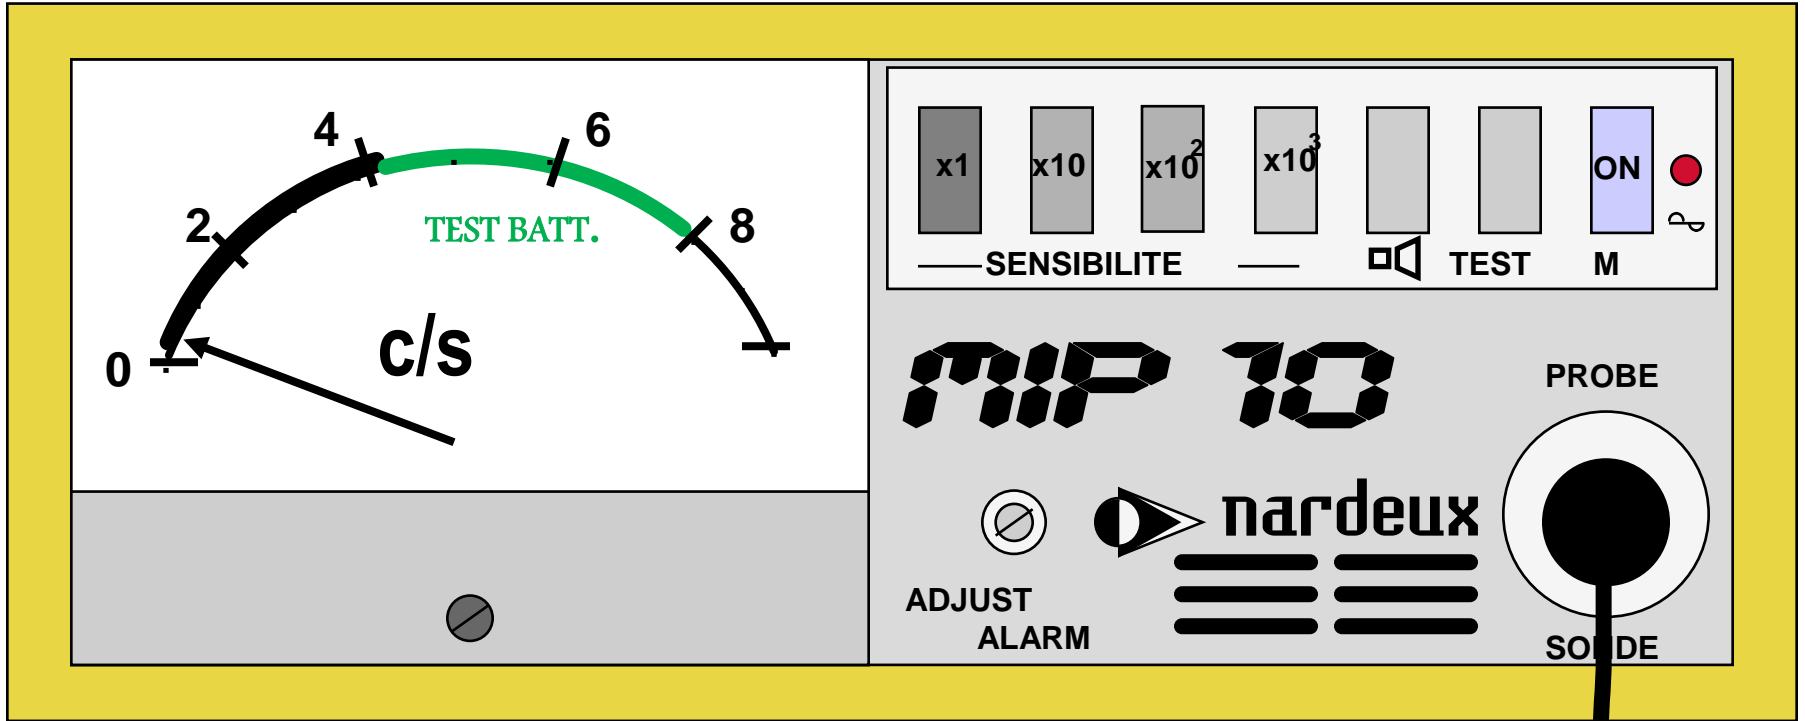 0 2 4 6 8
TEST BATT.
c/s
x1 x10 x10² x10³ ON
SENSIBILITE TEST M
MIP 10
PROBE
nardeux
ADJUST
ALARM
SONDE